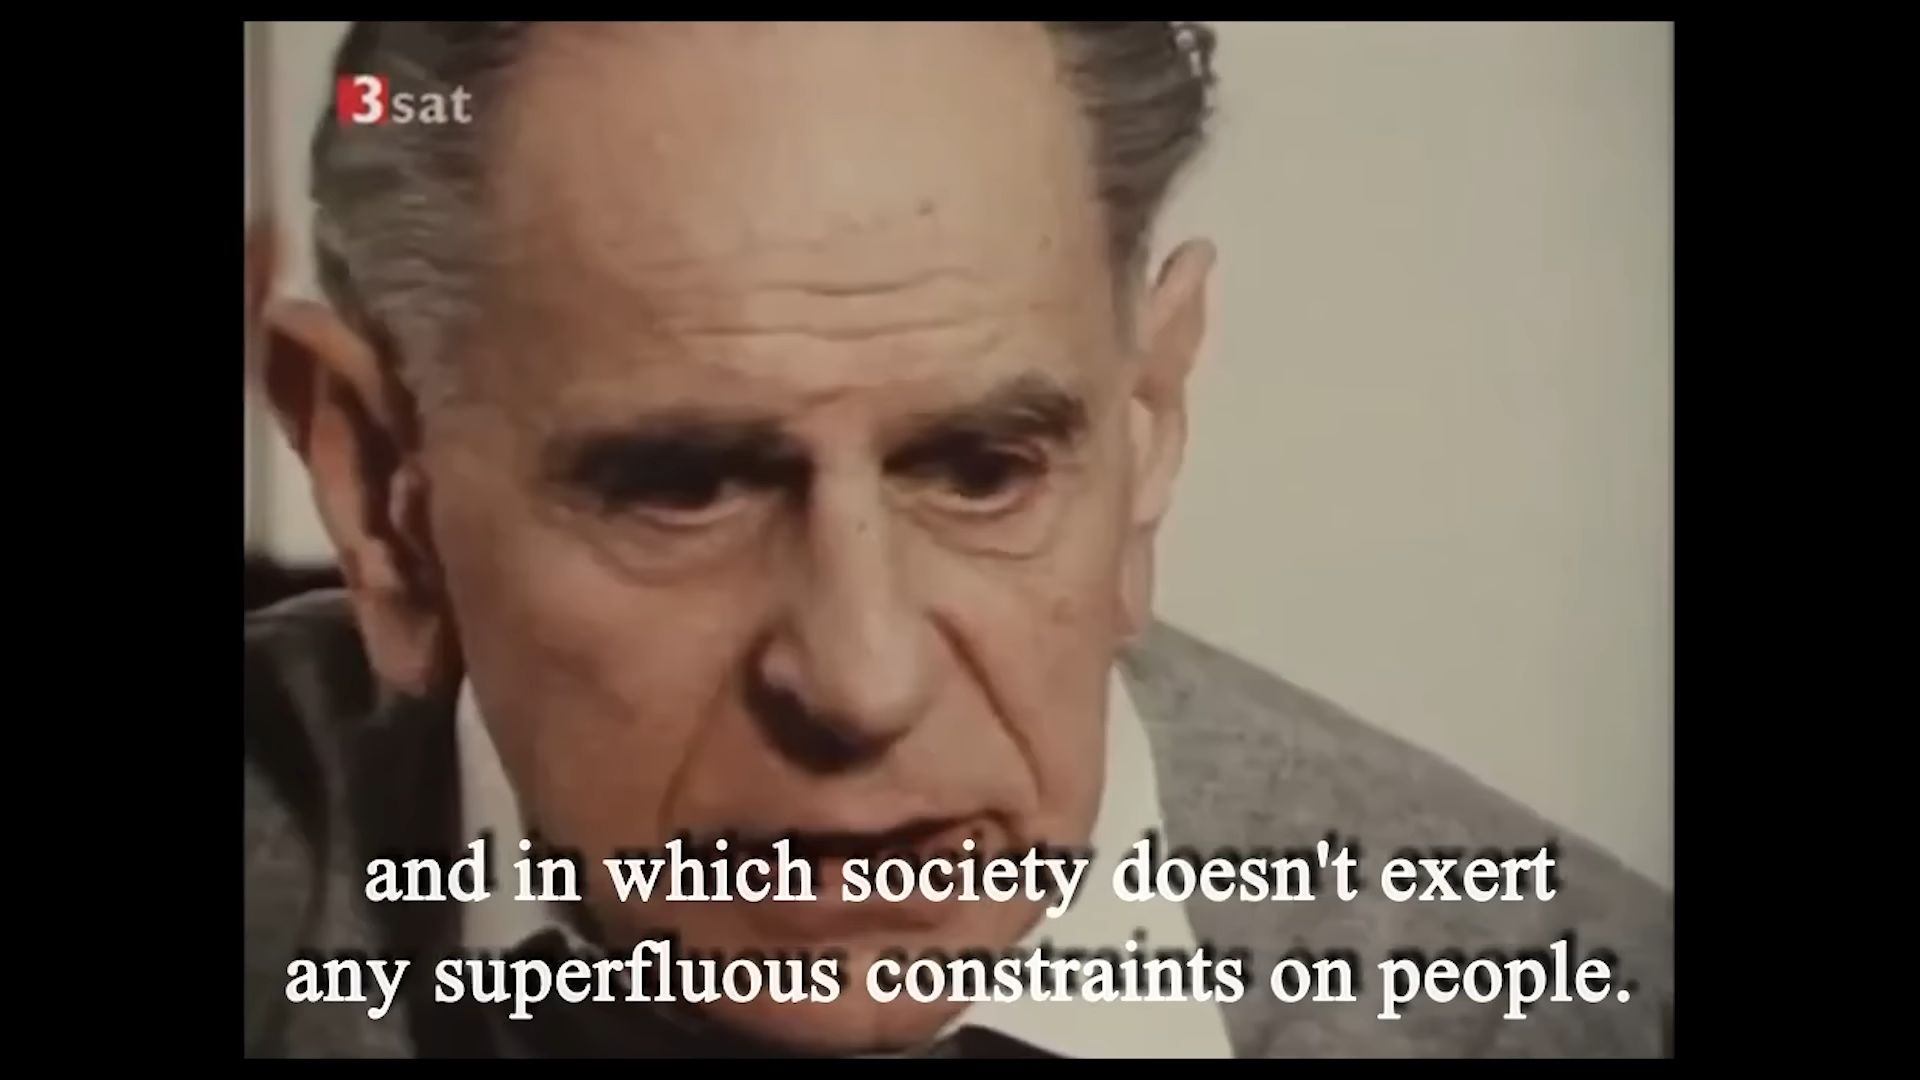 3sat
and in which society doesn't exert
any superfluous constraints on people.